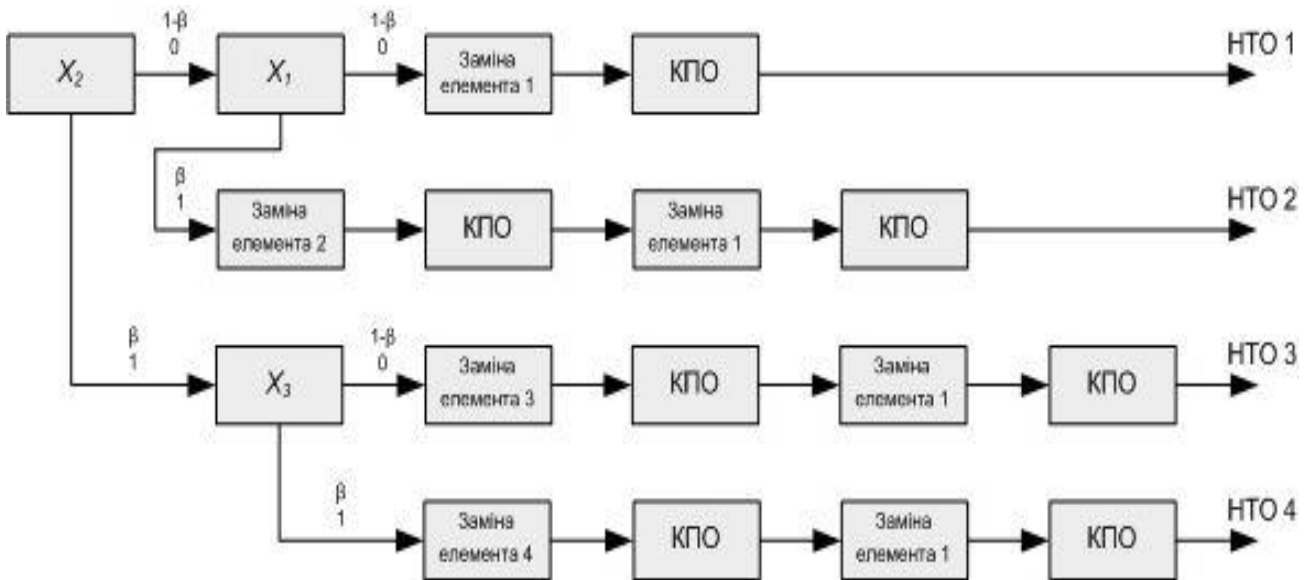 1-β
0
1-β
0
X₂
X₁
Заміна
елемента 1
КПО
НТО 1
β
1
Заміна
елемента 2
КПО
Заміна
елемента 1
КПО
НТО 2
β
1
X₃
1-β
0
Заміна
елемента 3
КПО
Заміна
елемента 1
КПО
НТО 3
β
1
Заміна
елемента 4
КПО
Заміна
елемента 1
КПО
НТО 4